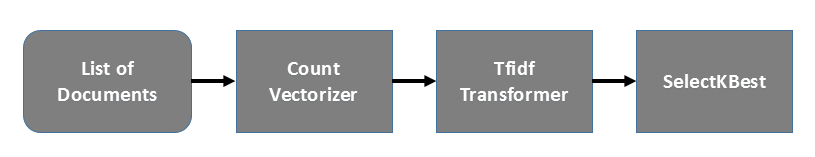 List of
Documents
Count
Vectorizer
Tfidf
Transformer
SelectKBest